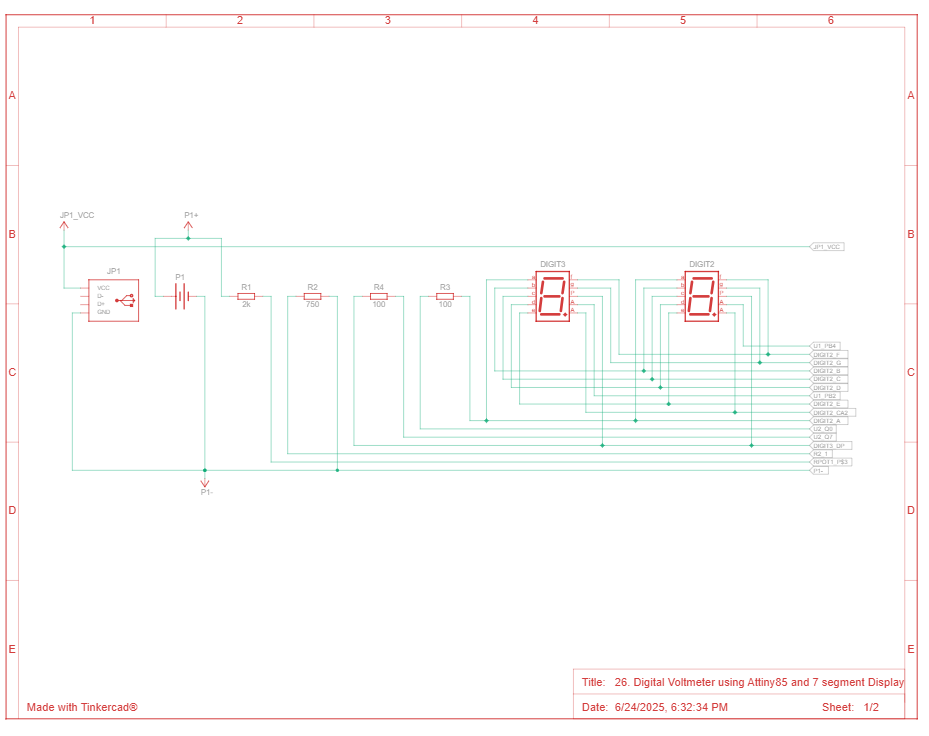 1 2 3 4 5 6
A A
JP1_VCC P1+
B B
JP1_VCC
DIGIT3 DIGIT2
JP1 P1
R1 R2 R4 R3
VCC
D-
D+
GND
2k 750 100 100
U1_PB4
DIGIT2_F
DIGIT2_G
DIGIT2_B
C C
DIGIT2_C
DIGIT2_D
U1_PB2
DIGIT2_E
DIGIT2_CA2
DIGIT2_A
U2_Q0
U2_Q7
DIGIT3_DP
R2_1
RPOT1_P$3
P1-
P1-
D D
E E
Title: 26. Digital Voltmeter using Attiny85 and 7 segment Display
Made with Tinkercad®
Date: 6/24/2025, 6:32:34 PM Sheet: 1/2